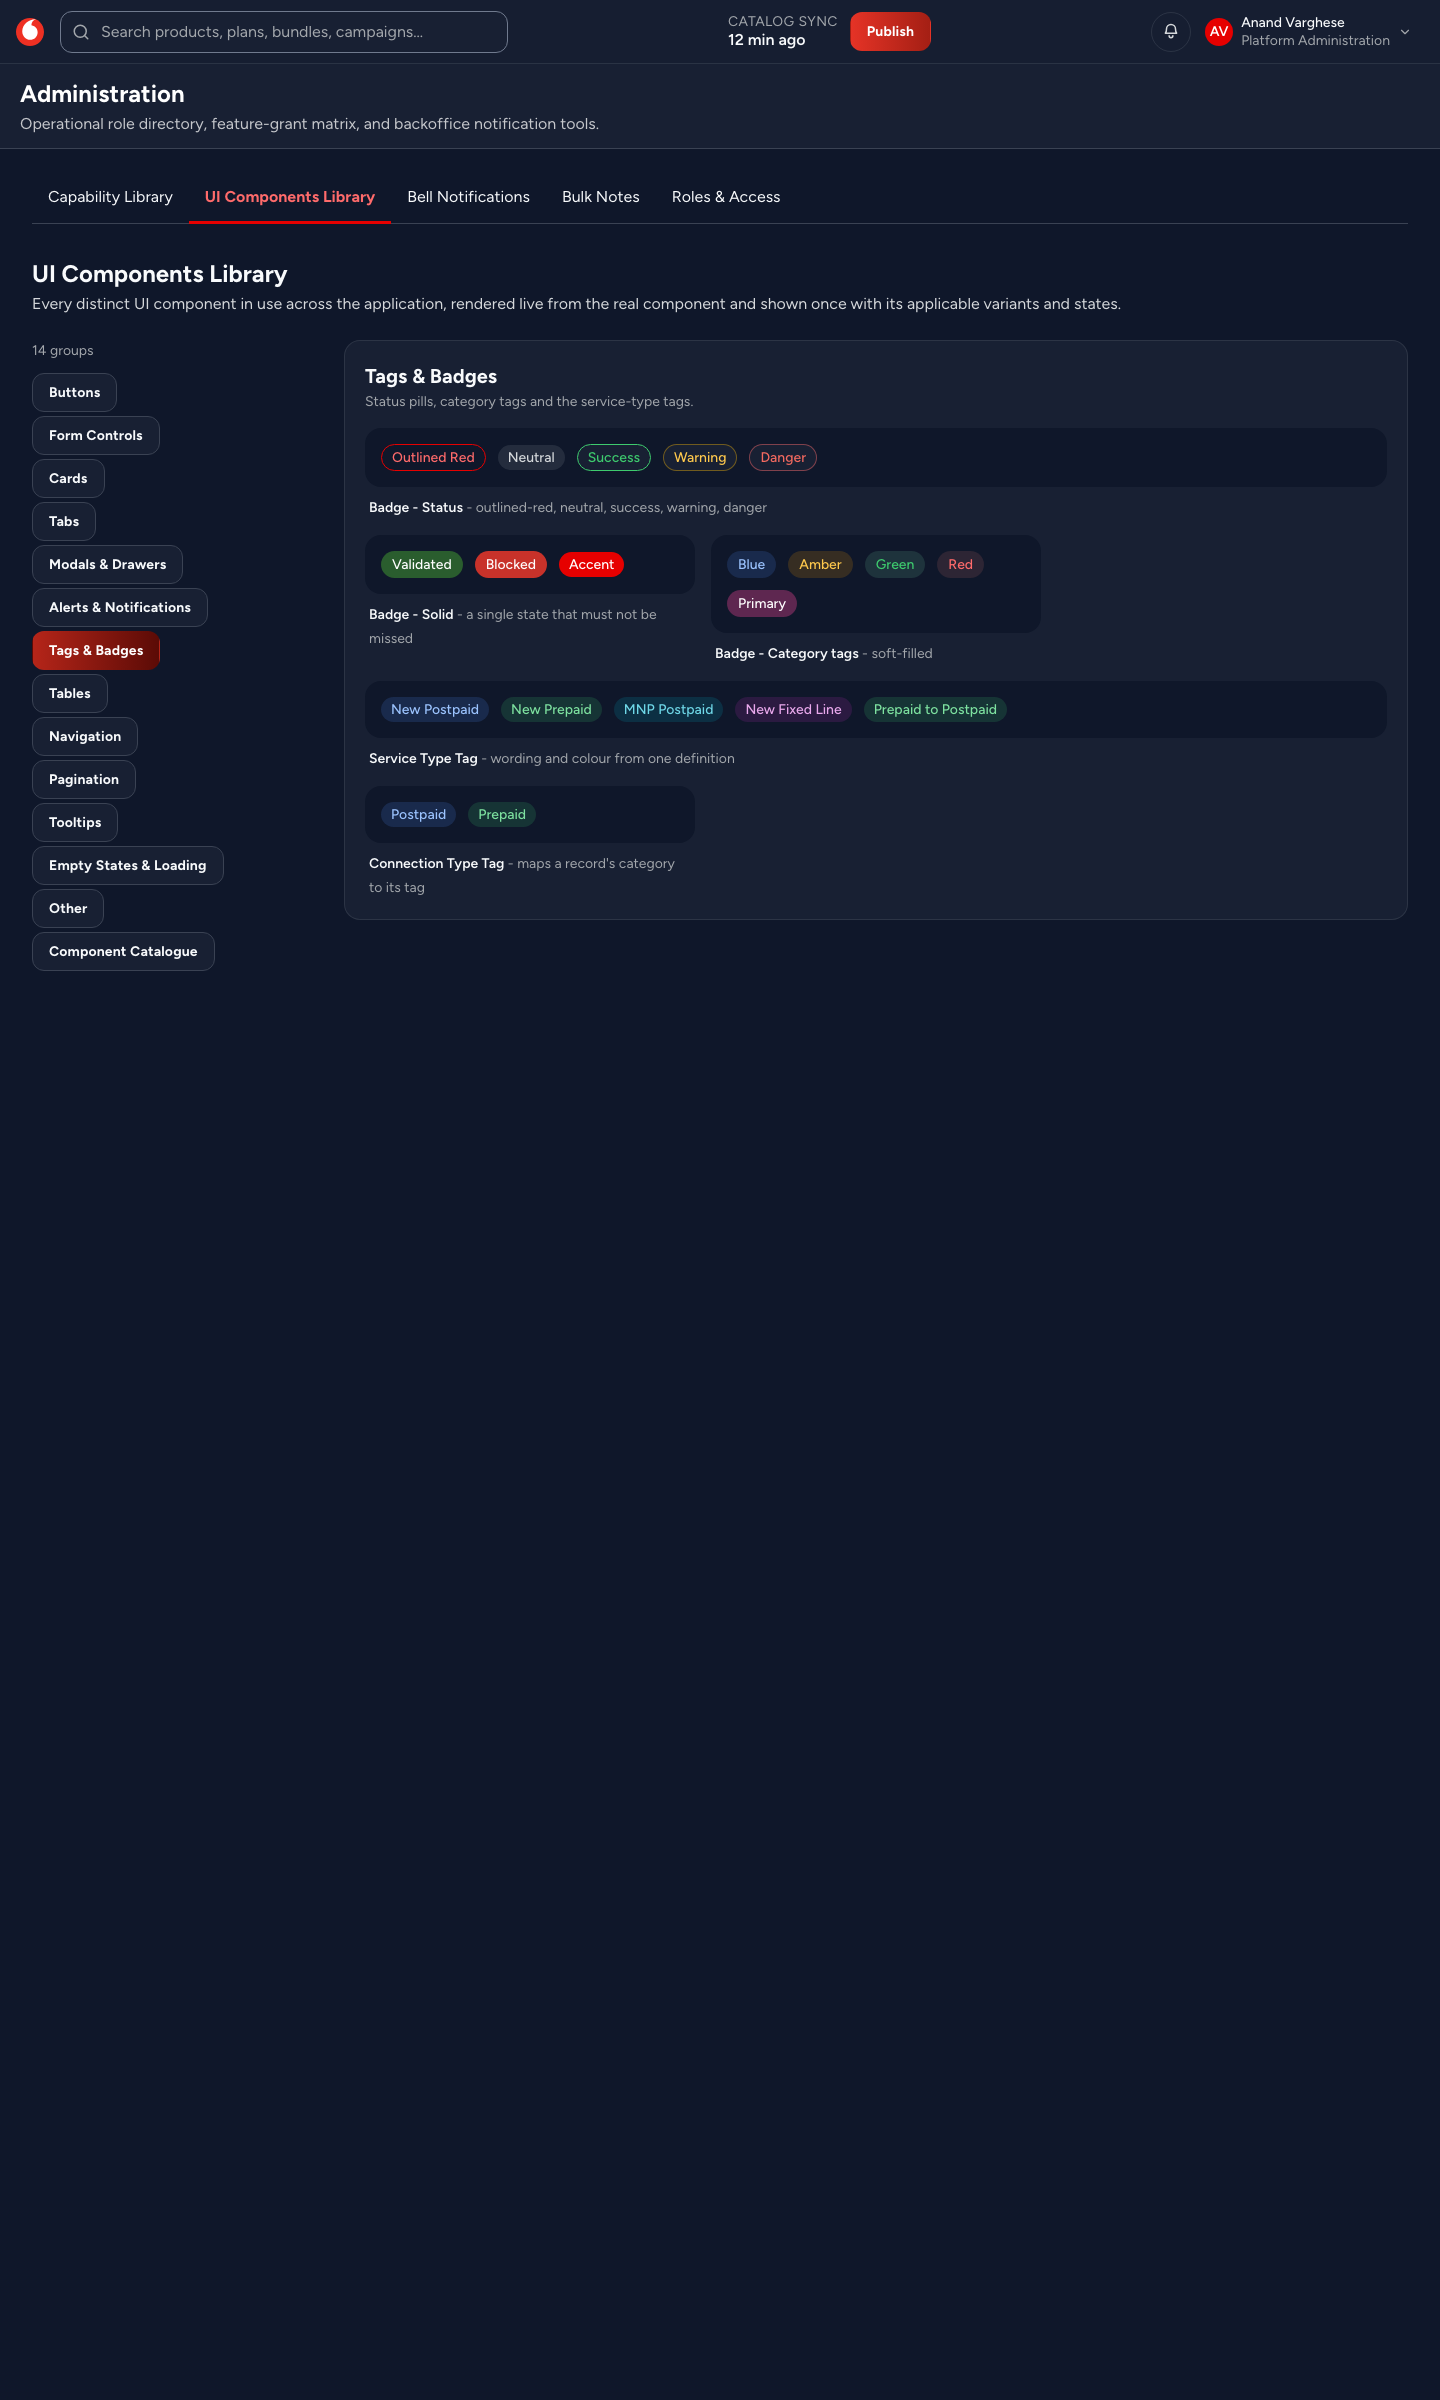 Search products, plans, bundles, campaigns...
CATALOG SYNC
12 min ago
Publish
AV
Anand Varghese
Platform Administration
Administration
Operational role directory, feature-grant matrix, and backoffice notification tools.
Capability Library
UI Components Library
Bell Notifications
Bulk Notes
Roles & Access
UI Components Library
Every distinct UI component in use across the application, rendered live from the real component and shown once with its applicable variants and states.
14 groups
Buttons
Form Controls
Cards
Tabs
Modals & Drawers
Alerts & Notifications
Tags & Badges
Tables
Navigation
Pagination
Tooltips
Empty States & Loading
Other
Component Catalogue
Tags & Badges
Status pills, category tags and the service-type tags.
Outlined Red
Neutral
Success
Warning
Danger
Badge - Status - outlined-red, neutral, success, warning, danger
Validated
Blocked
Accent
Badge - Solid - a single state that must not be
missed
Blue
Amber
Green
Red
Primary
Badge - Category tags - soft-filled
New Postpaid
New Prepaid
MNP Postpaid
New Fixed Line
Prepaid to Postpaid
Service Type Tag - wording and colour from one definition
Postpaid
Prepaid
Connection Type Tag - maps a record's category
to its tag